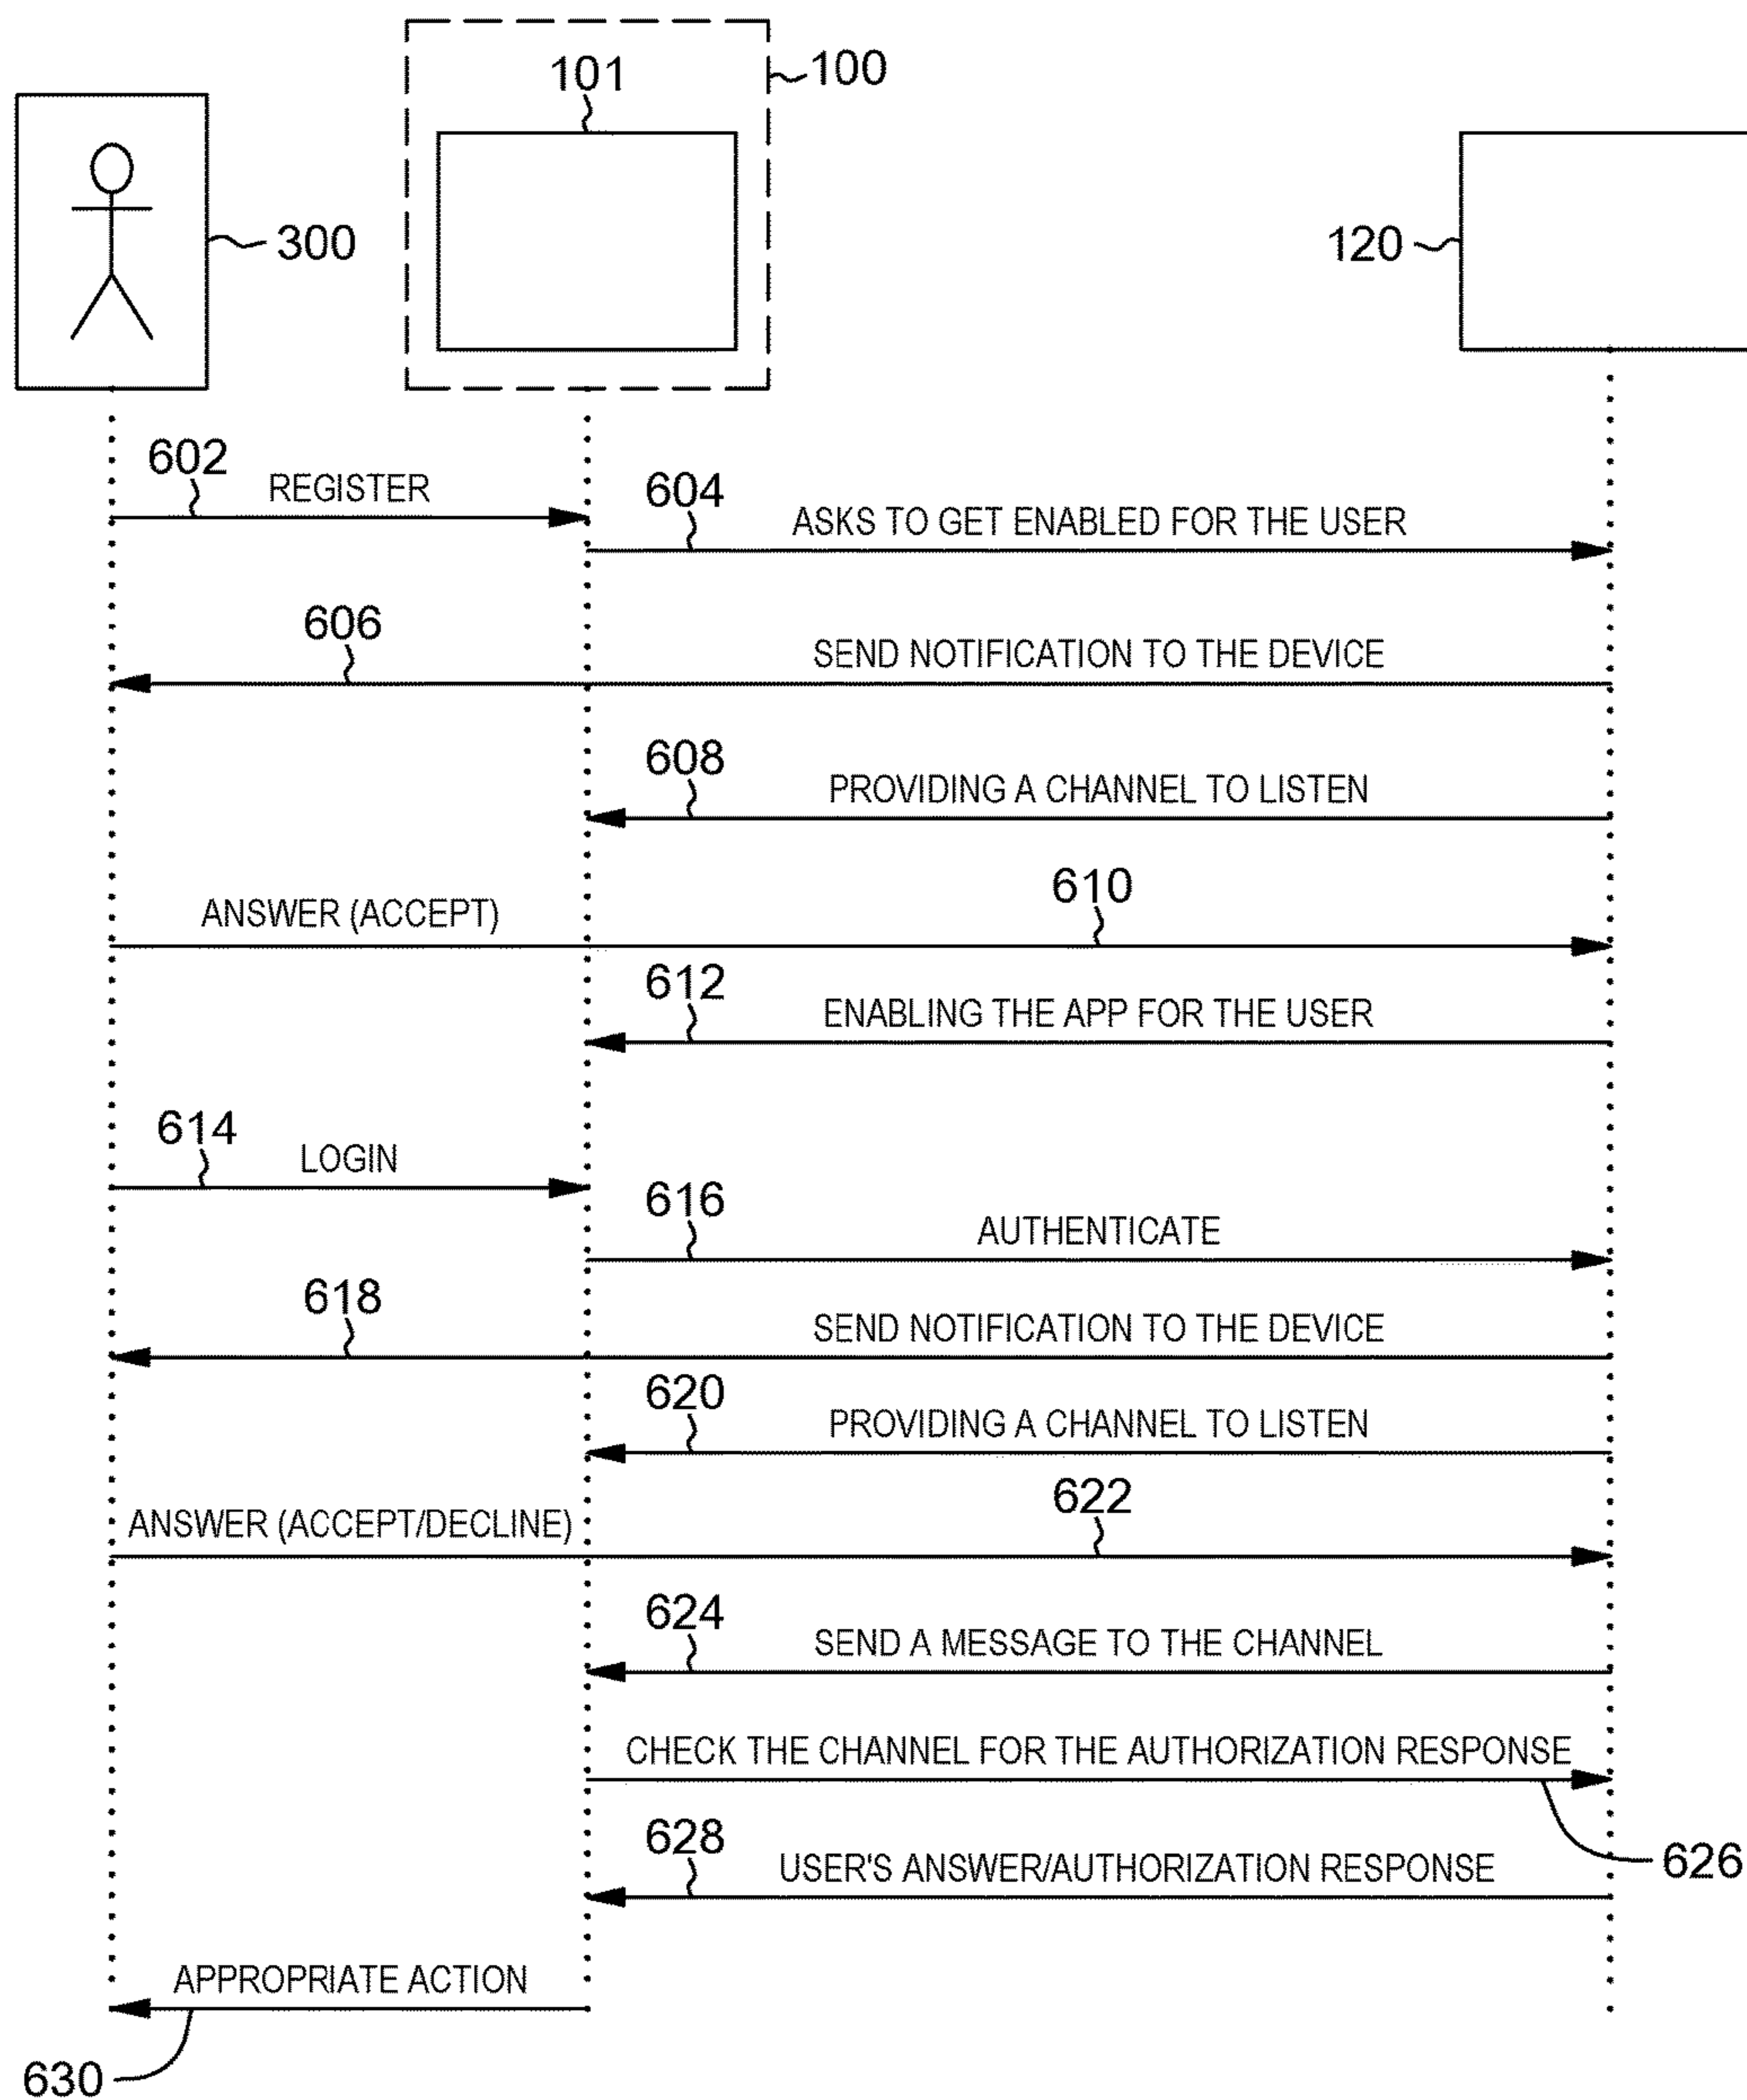 101
100
300
120
602
REGISTER
604
ASKS TO GET ENABLED FOR THE USER
606
SEND NOTIFICATION TO THE DEVICE
608
PROVIDING A CHANNEL TO LISTEN
ANSWER (ACCEPT)
610
612
ENABLING THE APP FOR THE USER
614
LOGIN
616
AUTHENTICATE
618
SEND NOTIFICATION TO THE DEVICE
620
PROVIDING A CHANNEL TO LISTEN
ANSWER (ACCEPT/DECLINE)
622
624
SEND A MESSAGE TO THE CHANNEL
CHECK THE CHANNEL FOR THE AUTHORIZATION RESPONSE
626
628
USER'S ANSWER/AUTHORIZATION RESPONSE
APPROPRIATE ACTION
630